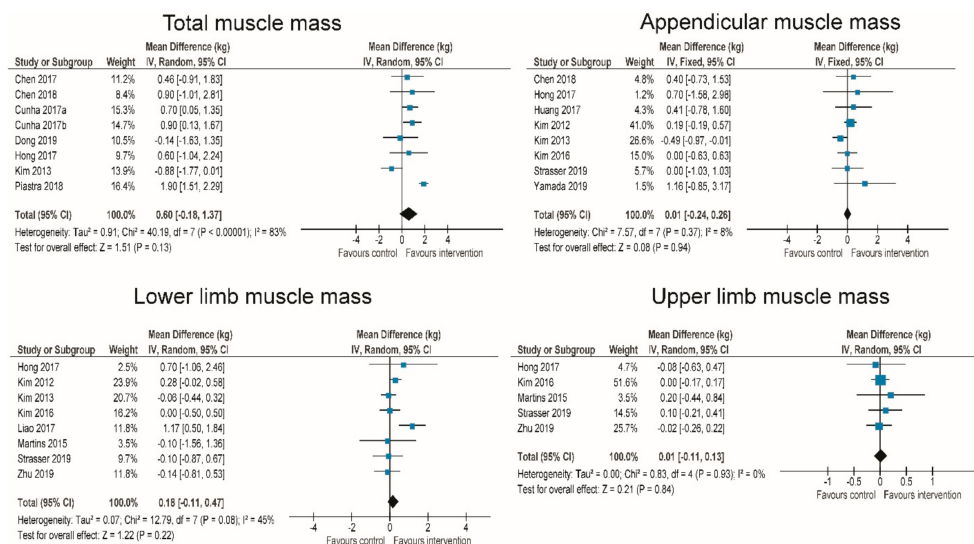 Total muscle mass
Mean Difference (kg) Mean Difference (kg)
Study or Subgroup Weight IV, Random, 95% CI IV, Random, 95% CI
Chen 2017 11.2% 0.46 [-0.91, 1.83]
Chen 2018 8.4% 0.90 [-1.01, 2.81]
Cunha 2017a 15.3% 0.70 [0.05, 1.35]
Cunha 2017b 14.7% 0.90 [0.13, 1.67]
Dong 2019 10.5% -0.14 [-1.63, 1.35]
Hong 2017 9.7% 0.60 [-1.04, 2.24]
Kim 2013 13.9% -0.88 [-1.77, 0.01]
Piastra 2018 16.4% 1.90 [1.51, 2.29]
Total (95% CI) 100.0% 0.60 [-0.18, 1.37]
Heterogeneity: Tau² = 0.91; Chi² = 40.19, df = 7 (P < 0.00001); I² = 83%
Test for overall effect: Z = 1.51 (P = 0.13)
-4 -2 0 2 4
Favours control Favours intervention
Appendicular muscle mass
Mean Difference (kg) Mean Difference (kg)
Study or Subgroup Weight IV, Fixed, 95% CI IV, Fixed, 95% CI
Chen 2018 4.8% 0.40 [-0.73, 1.53]
Hong 2017 1.2% 0.70 [-1.58, 2.98]
Huang 2017 4.3% 0.41 [-0.78, 1.60]
Kim 2012 41.0% 0.19 [-0.19, 0.57]
Kim 2013 26.6% -0.49 [-0.97, -0.01]
Kim 2016 15.0% 0.00 [-0.63, 0.63]
Strasser 2019 5.7% 0.00 [-1.03, 1.03]
Yamada 2019 1.5% 1.16 [-0.85, 3.17]
Total (95% CI) 100.0% 0.01 [-0.24, 0.26]
Heterogeneity: Chi² = 7.57, df = 7 (P = 0.37); I² = 8%
Test for overall effect: Z = 0.08 (P = 0.94)
-4 -2 0 2 4
Favours control Favours intervention
Lower limb muscle mass
Mean Difference (kg) Mean Difference (kg)
Study or Subgroup Weight IV, Random, 95% CI IV, Random, 95% CI
Hong 2017 2.5% 0.70 [-1.06, 2.46]
Kim 2012 23.9% 0.28 [-0.02, 0.58]
Kim 2013 20.7% -0.06 [-0.44, 0.32]
Kim 2016 16.2% 0.00 [-0.50, 0.50]
Liao 2017 11.8% 1.17 [0.50, 1.84]
Martins 2015 3.5% -0.10 [-1.56, 1.36]
Strasser 2019 9.7% -0.10 [-0.87, 0.67]
Zhu 2019 11.8% -0.14 [-0.81, 0.53]
Total (95% CI) 100.0% 0.18 [-0.11, 0.47]
Heterogeneity: Tau² = 0.07; Chi² = 12.79, df = 7 (P = 0.08); I² = 45%
Test for overall effect: Z = 1.22 (P = 0.22)
-4 -2 0 2 4
Favours control Favours intervention
Upper limb muscle mass
Mean Difference (kg) Mean Difference (kg)
Study or Subgroup Weight IV, Random, 95% CI IV, Random, 95% CI
Hong 2017 4.7% -0.08 [-0.63, 0.47]
Kim 2016 51.6% 0.00 [-0.17, 0.17]
Martins 2015 3.5% 0.20 [-0.44, 0.84]
Strasser 2019 14.5% 0.10 [-0.21, 0.41]
Zhu 2019 25.7% -0.02 [-0.26, 0.22]
Total (95% CI) 100.0% 0.01 [-0.11, 0.13]
Heterogeneity: Tau² = 0.00; Chi² = 0.83, df = 4 (P = 0.93); I² = 0%
Test for overall effect: Z = 0.21 (P = 0.84)
-1 -0.5 0 0.5 1
Favours control Favours intervention